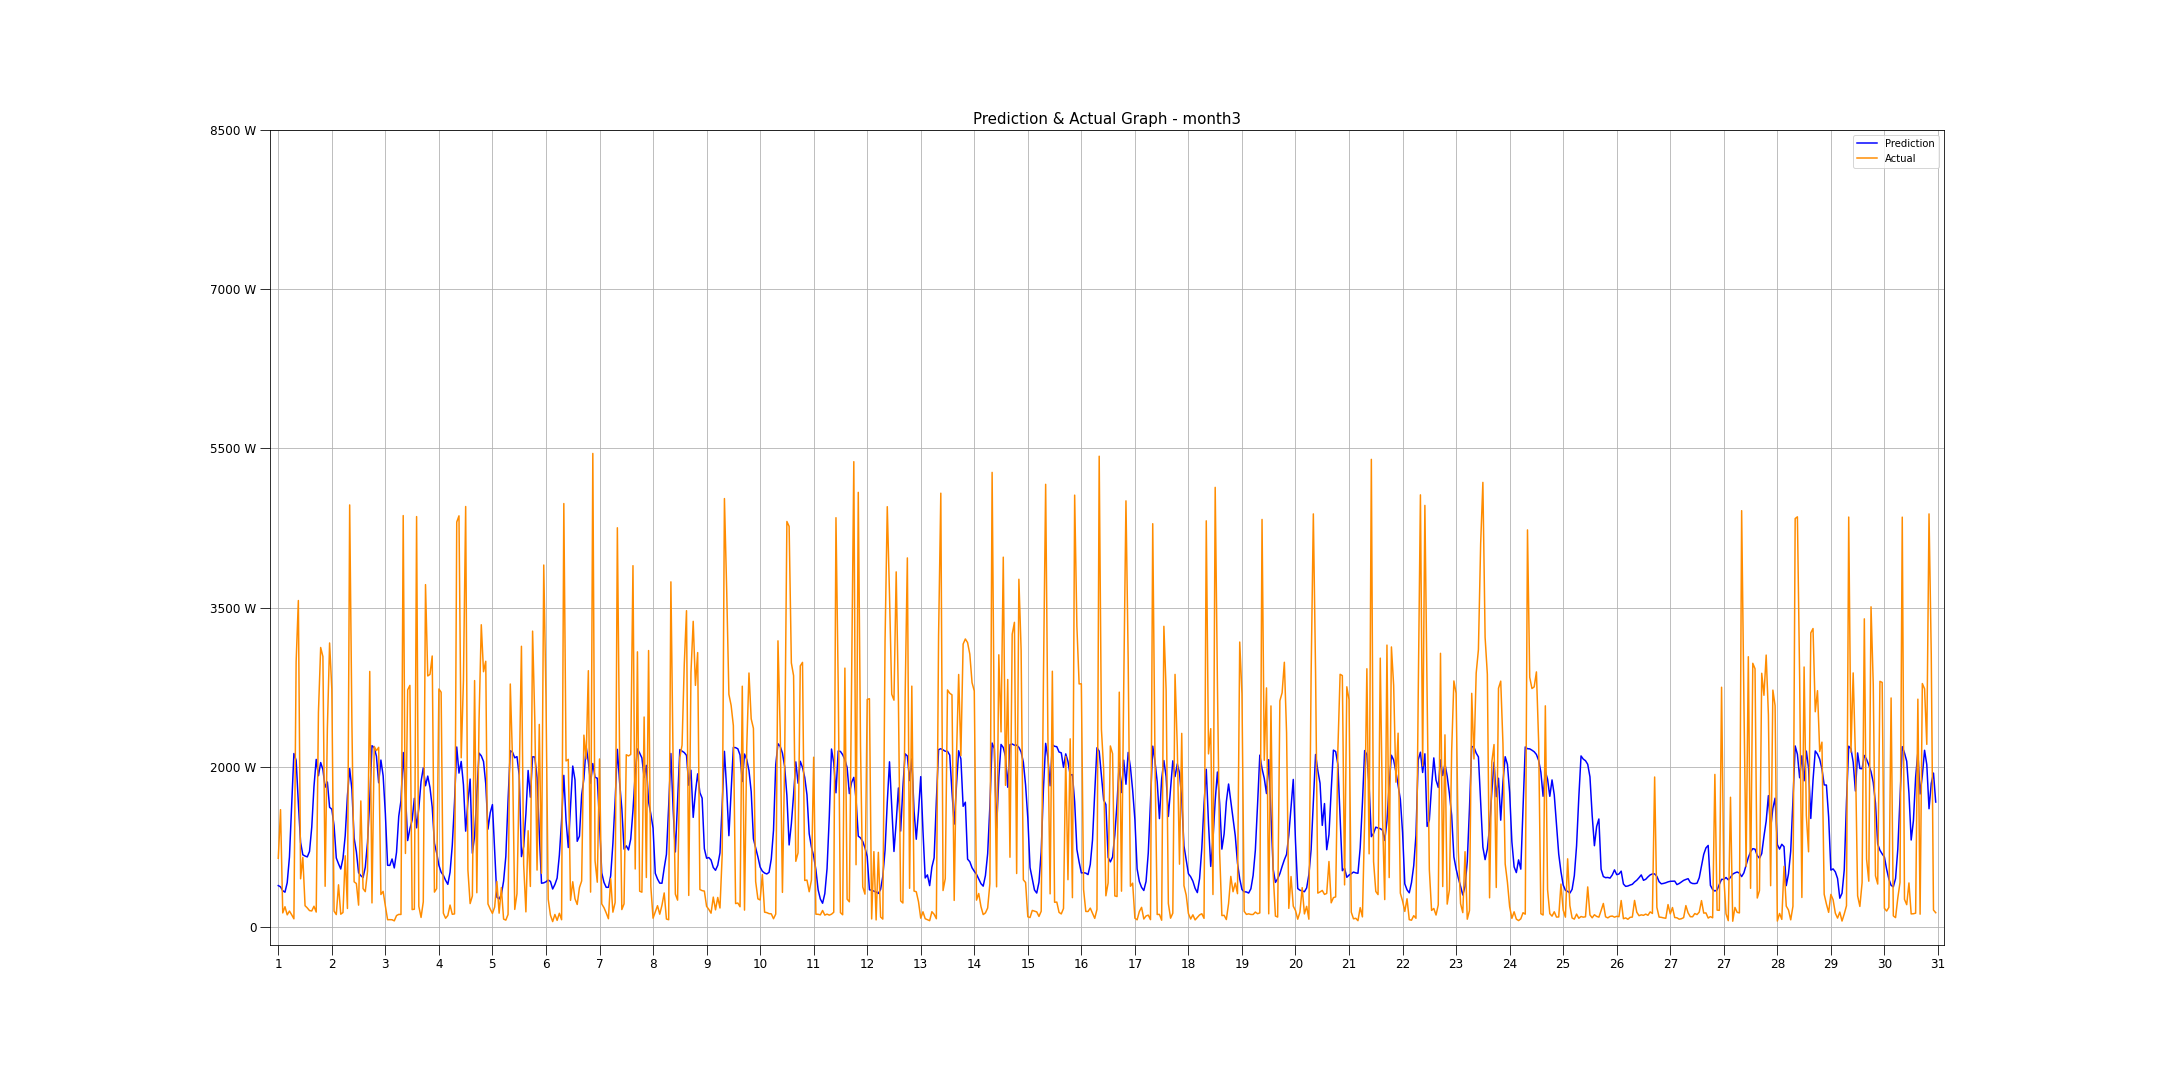 Prediction & Actual Graph - month3
8500 W
Prediction
Actual
7000 W
5500 W
3500 W
2000 W
0
1 2 3 4 5 6 7 8 9 10 11 12 13 14 15 16 17 18 19 20 21 22 23 24 25 26 27 27 28 29 30 31